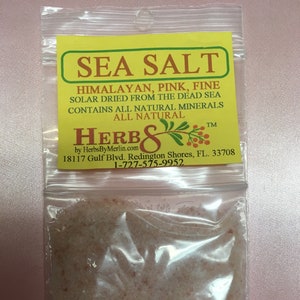 SEA SALT
HIMALAYAN, PINK, FINE
SOLAR DRIED FROM THE DEAD SEA
CONTAINS ALL NATURAL MINERALS
ALL NATURAL
HERBS ™
by HerbsByMerlin.com
18117 Gulf Blvd. Redington Shores, FL. 33708
1-727-575-9952